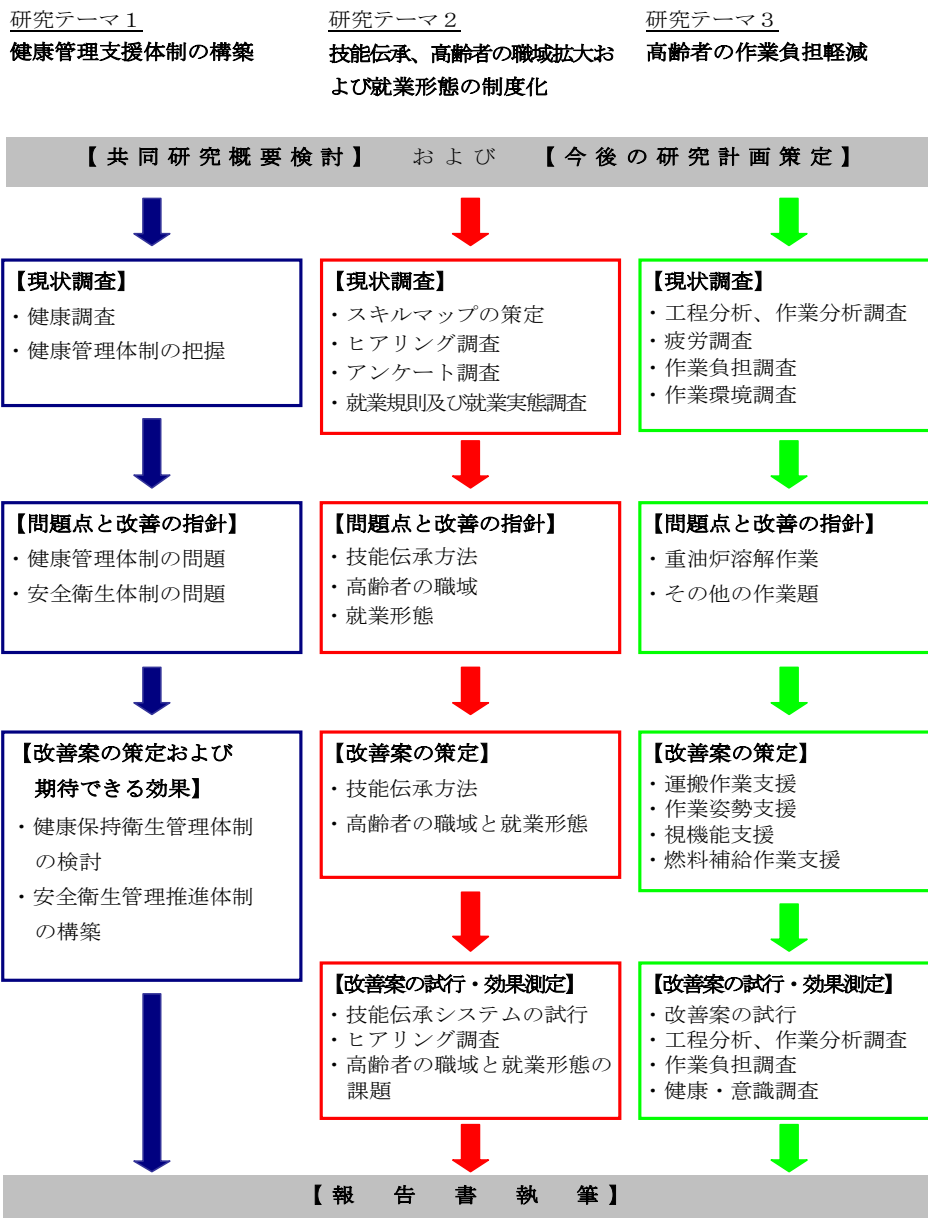 研究テーマ１
健康管理支援体制の構築
研究テーマ２
技能伝承、高齢者の職域拡大お
よび就業形態の制度化
研究テーマ３
高齢者の作業負担軽減
【共同研究概要検討】　および　【今後の研究計画策定】
【現状調査】
・健康調査
・健康管理体制の把握
【現状調査】
・スキルマップの策定
・ヒアリング調査
・アンケート調査
・就業規則及び就業実態調査
【現状調査】
・工程分析、作業分析調査
・疲労調査
・作業負担調査
・作業環境調査
【問題点と改善の指針】
・健康管理体制の問題
・安全衛生体制の問題
【問題点と改善の指針】
・技能伝承方法
・高齢者の職域
・就業形態
【問題点と改善の指針】
・重油炉溶解作業
・その他の作業題
【改善案の策定および
期待できる効果】
・健康保持衛生管理体制
の検討
・安全衛生管理推進体制
の構築
【改善案の策定】
・技能伝承方法
・高齢者の職域と就業形態
【改善案の策定】
・運搬作業支援
・作業姿勢支援
・視機能支援
・燃料補給作業支援
【改善案の試行・効果測定】
・技能伝承システムの試行
・ヒアリング調査
・高齢者の職域と就業形態の
課題
【改善案の試行・効果測定】
・改善案の試行
・工程分析、作業分析調査
・作業負担調査
・健康・意識調査
【報　告　書　執　筆】